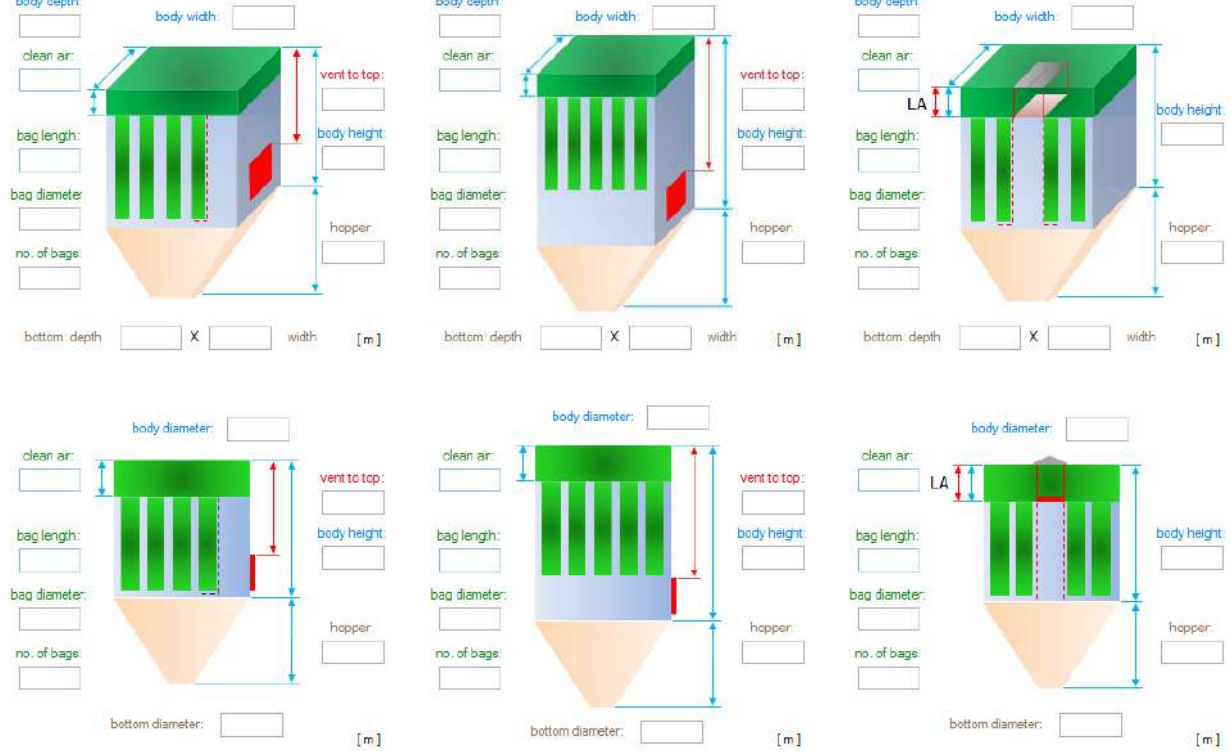 body depth:
body width:
clean air:
vent to top:
bag length:
body height:
bag diameter:
hopper:
no. of bags:
bottom: depth X width [m]
body depth:
body width:
clean air:
vent to top:
bag length:
body height:
bag diameter:
hopper:
no. of bags:
bottom: depth X width [m]
body depth:
body width:
clean air:
LA
body height:
bag length:
bag diameter:
hopper:
no. of bags:
bottom: depth X width [m]
body diameter:
clean air:
vent to top:
bag length:
body height:
bag diameter:
hopper:
no. of bags:
bottom diameter:
[m]
body diameter:
clean air:
vent to top:
bag length:
body height:
bag diameter:
hopper:
no. of bags:
bottom diameter:
[m]
body diameter:
clean air:
LA
bag length:
body height:
bag diameter:
hopper:
no. of bags:
bottom diameter:
[m]